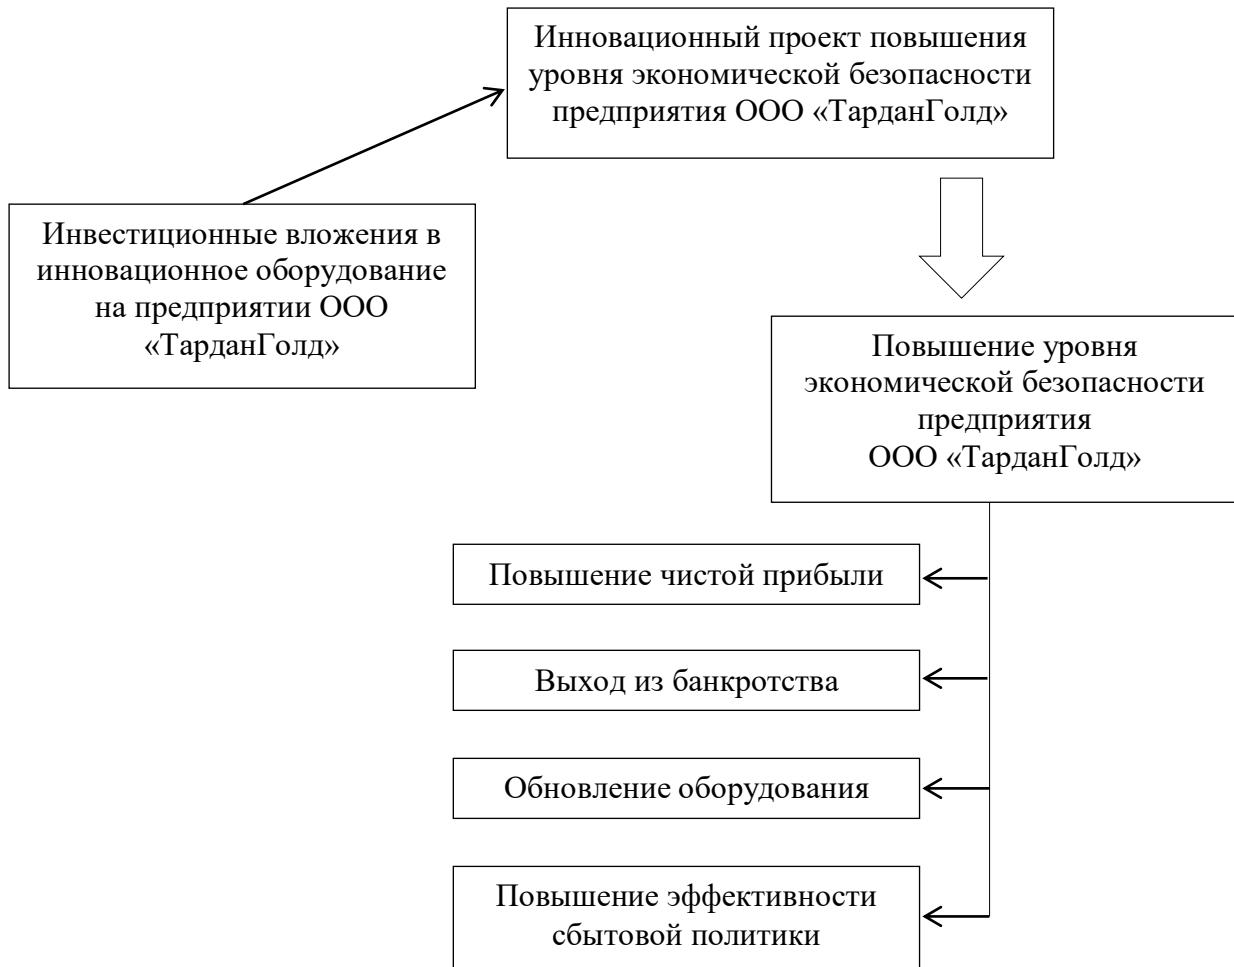 Инновационный проект повышения
уровня экономической безопасности
предприятия ООО «ТарданГолд»
Инвестиционные вложения в
инновационное оборудование
на предприятии ООО
«ТарданГолд»
Повышение уровня
экономической безопасности
предприятия
ООО «ТарданГолд»
Повышение чистой прибыли
Выход из банкротства
Обновление оборудования
Повышение эффективности
сбытовой политики